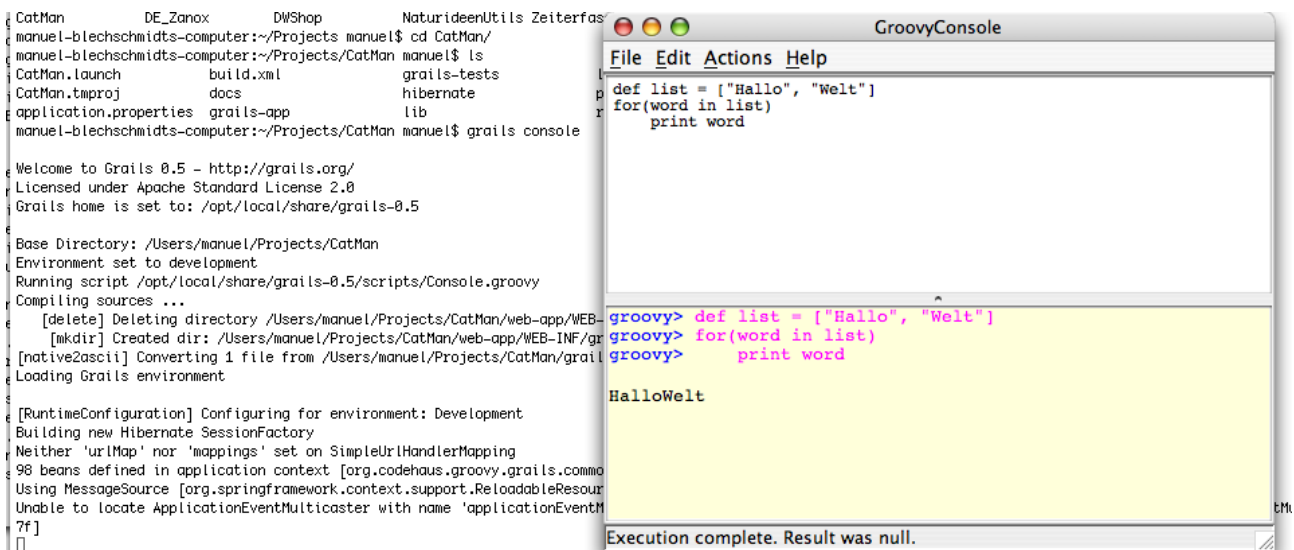 CatMan DE_Zanox DWShop NaturideenUtils Zeiterfas
manuel-blechschmidts-computer:~/Projects manuel$ cd CatMan/
manuel-blechschmidts-computer:~/Projects/CatMan manuel$ ls
CatMan.launch build.xml grails-tests
CatMan.tmproj docs hibernate
application.properties grails-app lib
manuel-blechschmidts-computer:~/Projects/CatMan manuel$ grails console
Welcome to Grails 0.5 - http://grails.org/
Licensed under Apache Standard License 2.0
Grails home is set to: /opt/local/share/grails-0.5
Base Directory: /Users/manuel/Projects/CatMan
Environment set to development
Running script /opt/local/share/grails-0.5/scripts/Console.groovy
Compiling sources ...
[delete] Deleting directory /Users/manuel/Projects/CatMan/web-app/WEB-
[mkdir] Created dir: /Users/manuel/Projects/CatMan/web-app/WEB-INF/gr
[native2ascii] Converting 1 file from /Users/manuel/Projects/CatMan/grail
Loading Grails environment
[RuntimeConfiguration] Configuring for environment: Development
Building new Hibernate SessionFactory
Neither 'urlMap' nor 'mappings' set on SimpleUrlHandlerMapping
98 beans defined in application context [org.codehaus.groovy.grails.commo
Using MessageSource [org.springframework.context.support.ReloadableResour
Unable to locate ApplicationEventMulticaster with name 'applicationEventM
7f]
GroovyConsole
File Edit Actions Help
def list = ["Hallo", "Welt"]
for(word in list)
print word
groovy> def list = ["Hallo", "Welt"]
groovy> for(word in list)
groovy> print word
HalloWelt
Execution complete. Result was null.